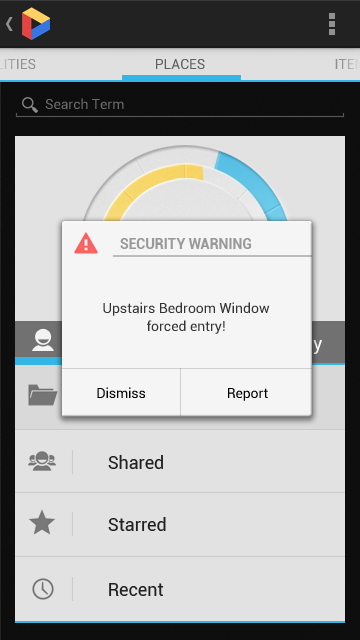 LITIES
PLACES
ITE
Search Term
SECURITY WARNING
Upstairs Bedroom Window
forced entry!
y
Dismiss
Report
Shared
Starred
Recent